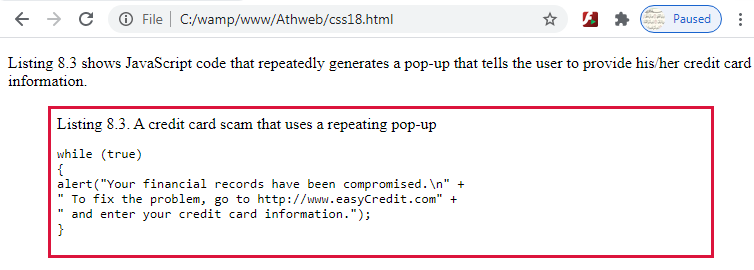 File | C:/wamp/www/Athweb/css18.html
Paused
Listing 8.3 shows JavaScript code that repeatedly generates a pop-up that tells the user to provide his/her credit card
information.
Listing 8.3. A credit card scam that uses a repeating pop-up
while (true)
{
alert("Your financial records have been compromised.\n" +
" To fix the problem, go to http://www.easyCredit.com" +
" and enter your credit card information.");
}